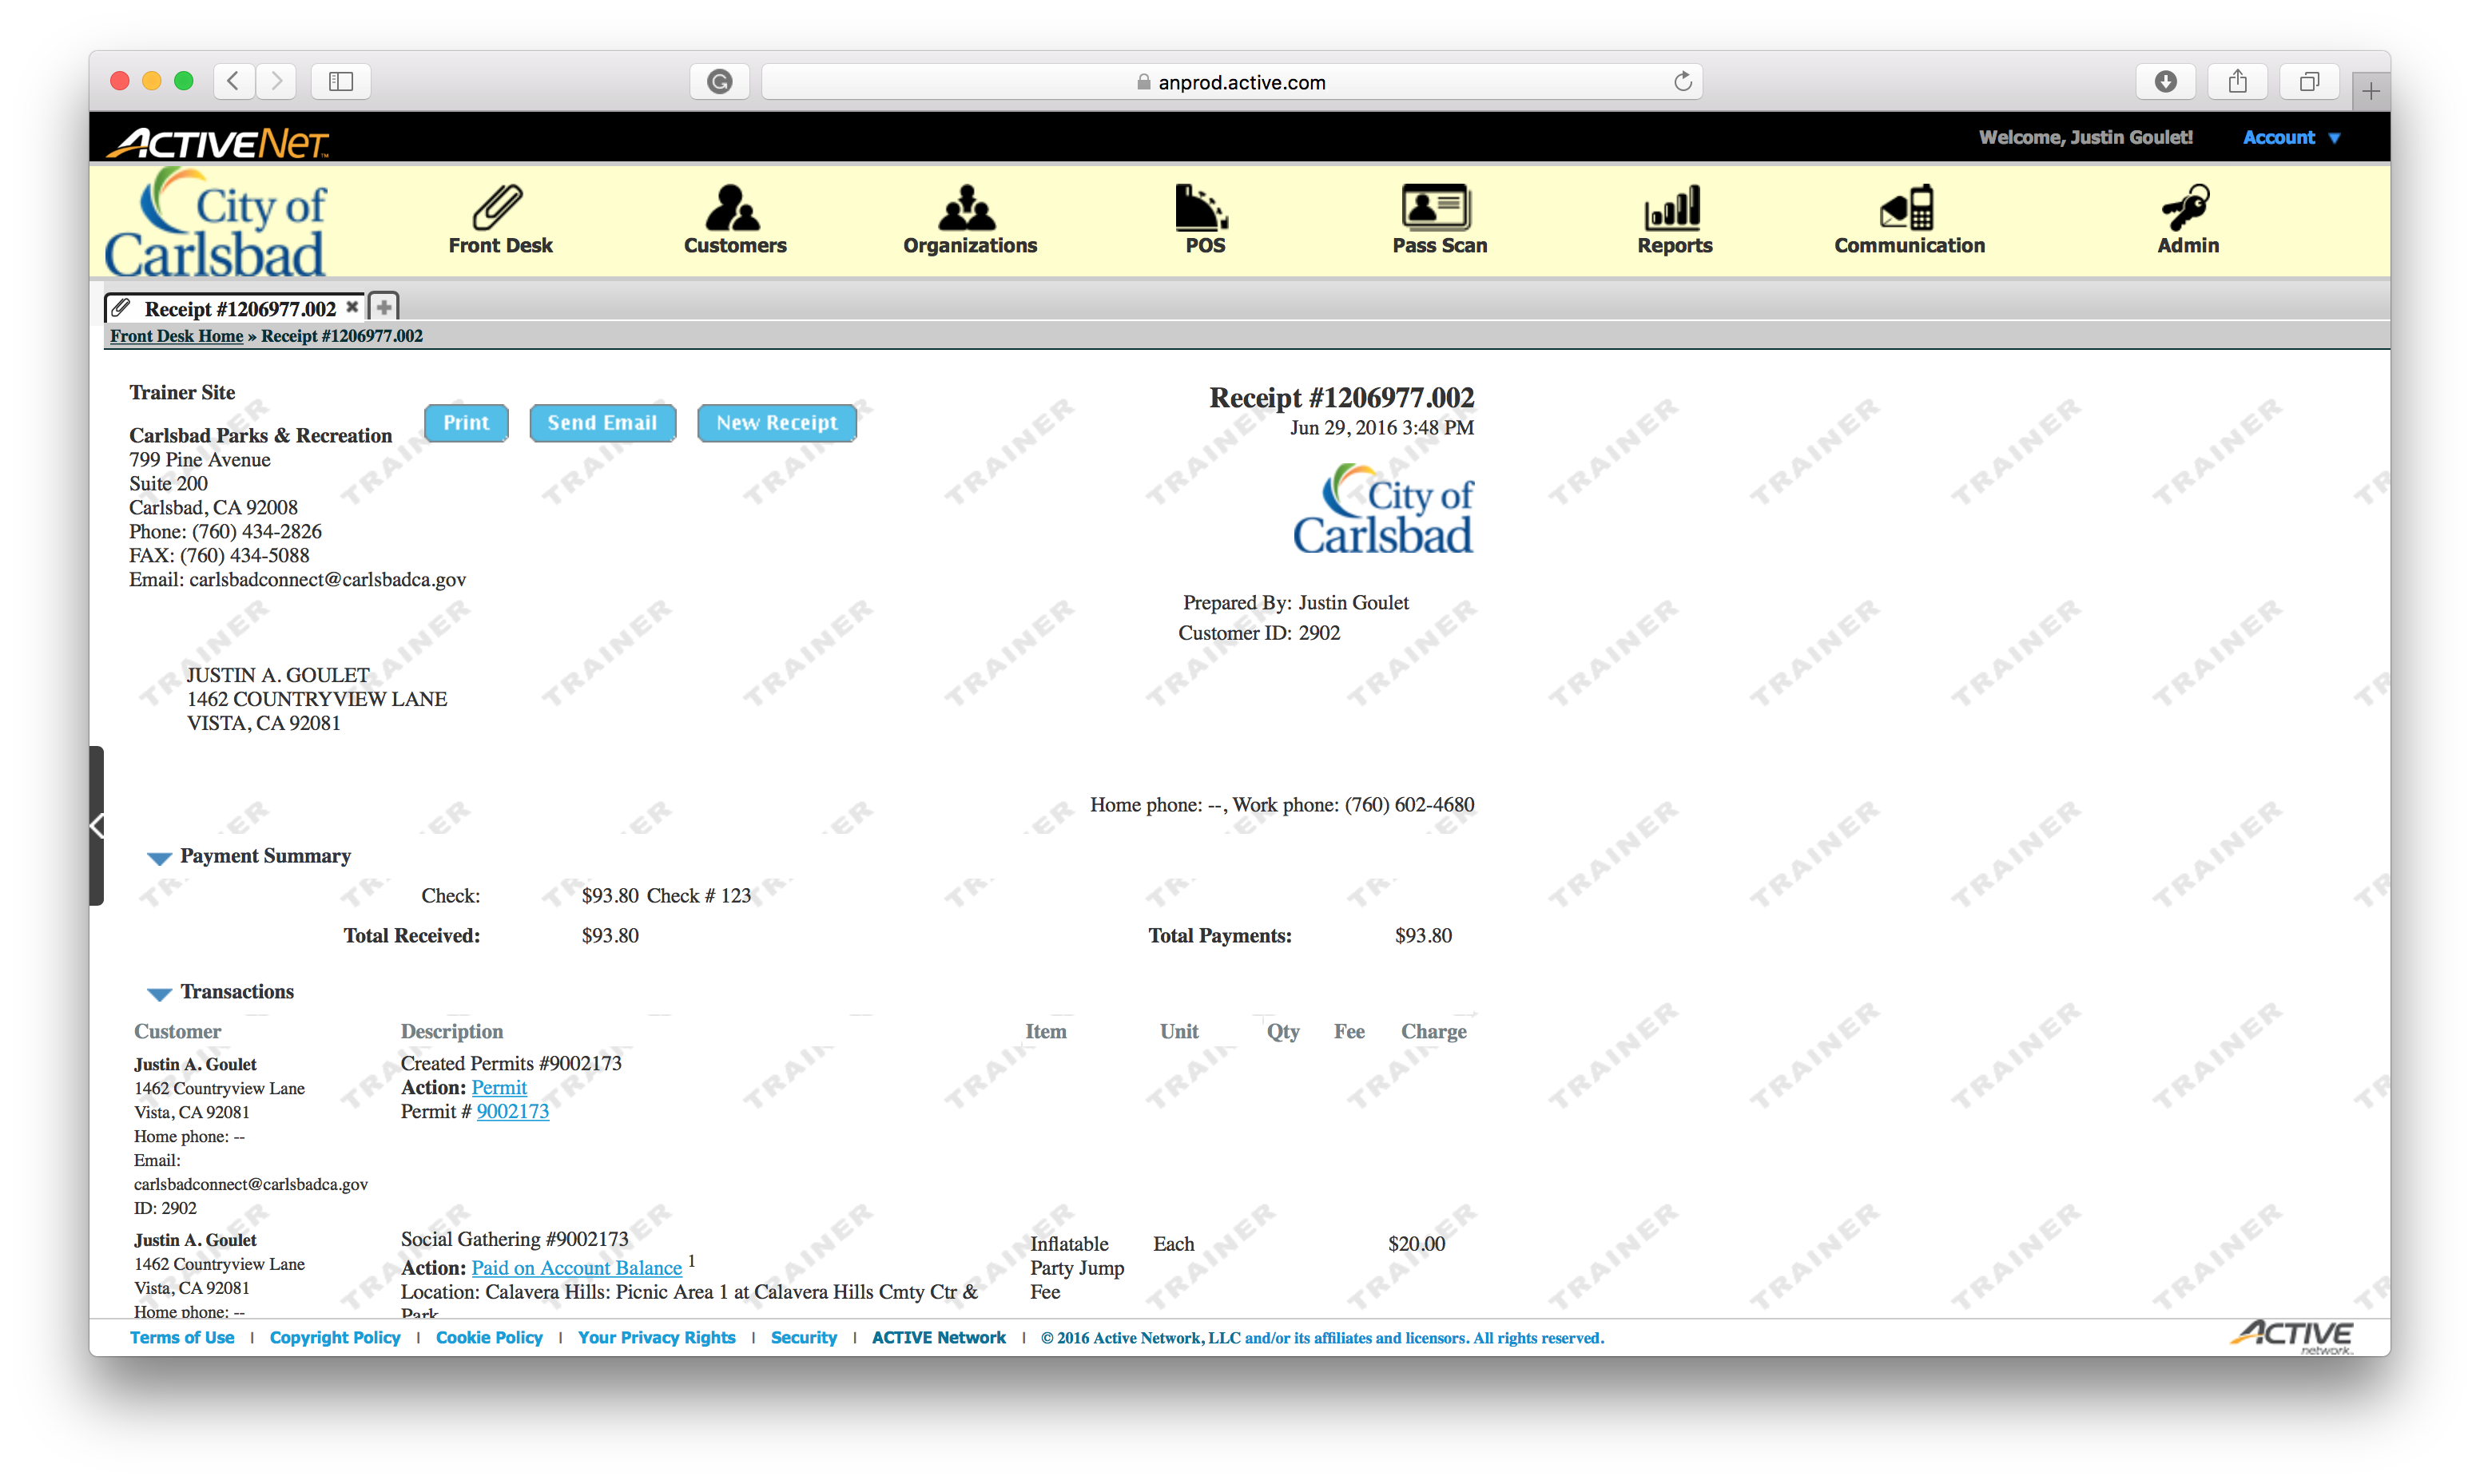 anprod.active.com
ACTIVENET
Welcome, Justin Goulet! Account
City of
Carlsbad
Front Desk Customers Organizations POS Pass Scan Reports Communication Admin
Receipt #1206977.002
Front Desk Home » Receipt #1206977.002
Trainer Site
Print Send Email New Receipt
Receipt #1206977.002
Jun 29, 2016 3:48 PM
Carlsbad Parks & Recreation
799 Pine Avenue
Suite 200
Carlsbad, CA 92008
Phone: (760) 434-2826
FAX: (760) 434-5088
Email: carlsbadconnect@carlsbadca.gov
City of
Carlsbad
Prepared By: Justin Goulet
Customer ID: 2902
TRAINER
JUSTIN A. GOULET
1462 COUNTRYVIEW LANE
VISTA, CA 92081
Home phone: --, Work phone: (760) 602-4680
Payment Summary
Check: $93.80 Check # 123
Total Received: $93.80 Total Payments: $93.80
Transactions
Customer Description Item Unit Qty Fee Charge
Justin A. Goulet
1462 Countryview Lane
Vista, CA 92081
Home phone: --
Email:
carlsbadconnect@carlsbadca.gov
ID: 2902
Created Permits #9002173
Action: Permit
Permit # 9002173
Justin A. Goulet
1462 Countryview Lane
Vista, CA 92081
Home phone: --
Social Gathering #9002173
Action: Paid on Account Balance 1
Location: Calavera Hills: Picnic Area 1 at Calavera Hills Cmty Ctr &
Park
Inflatable
Party Jump
Fee
Each
$20.00
Terms of Use | Copyright Policy | Cookie Policy | Your Privacy Rights | Security | ACTIVE Network | © 2016 Active Network, LLC and/or its affiliates and licensors. All rights reserved.
ACTIVE
network